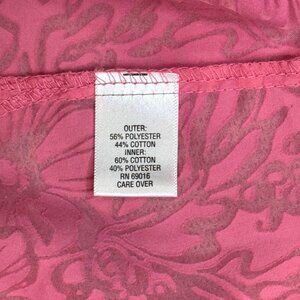 OUTER:
56% POLYESTER
44% COTTON
INNER:
60% COTTON
40% POLYESTER
RN 69016
CARE OVER